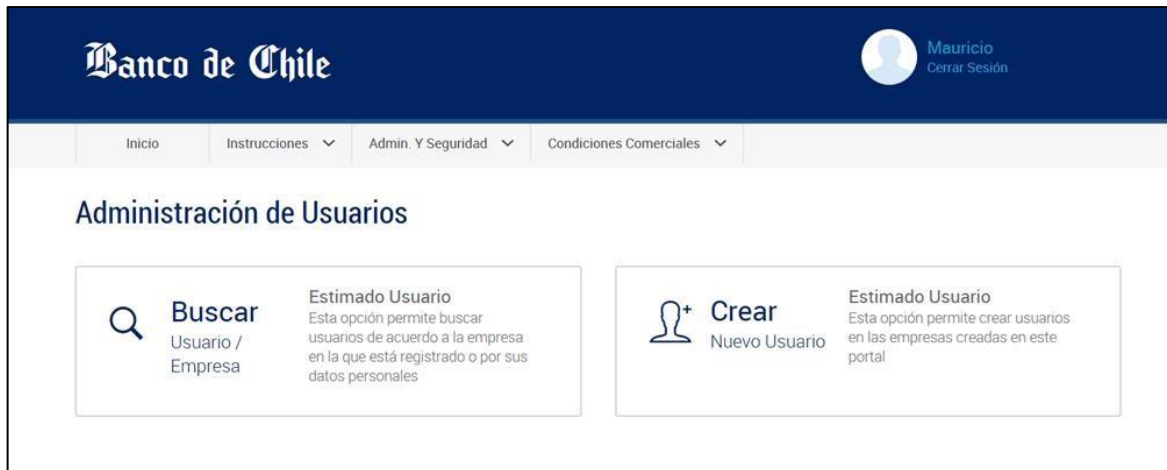 Banco de Chile
Mauricio
Cerrar Sesión
Inicio
Instrucciones
Admin. Y Seguridad
Condiciones Comerciales
Administración de Usuarios
Buscar
Usuario /
Empresa
Estimado Usuario
Esta opción permite buscar
usuarios de acuerdo a la empresa
en la que está registrado o por sus
datos personales
Crear
Nuevo Usuario
Estimado Usuario
Esta opción permite crear usuarios
en las empresas creadas en este
portal